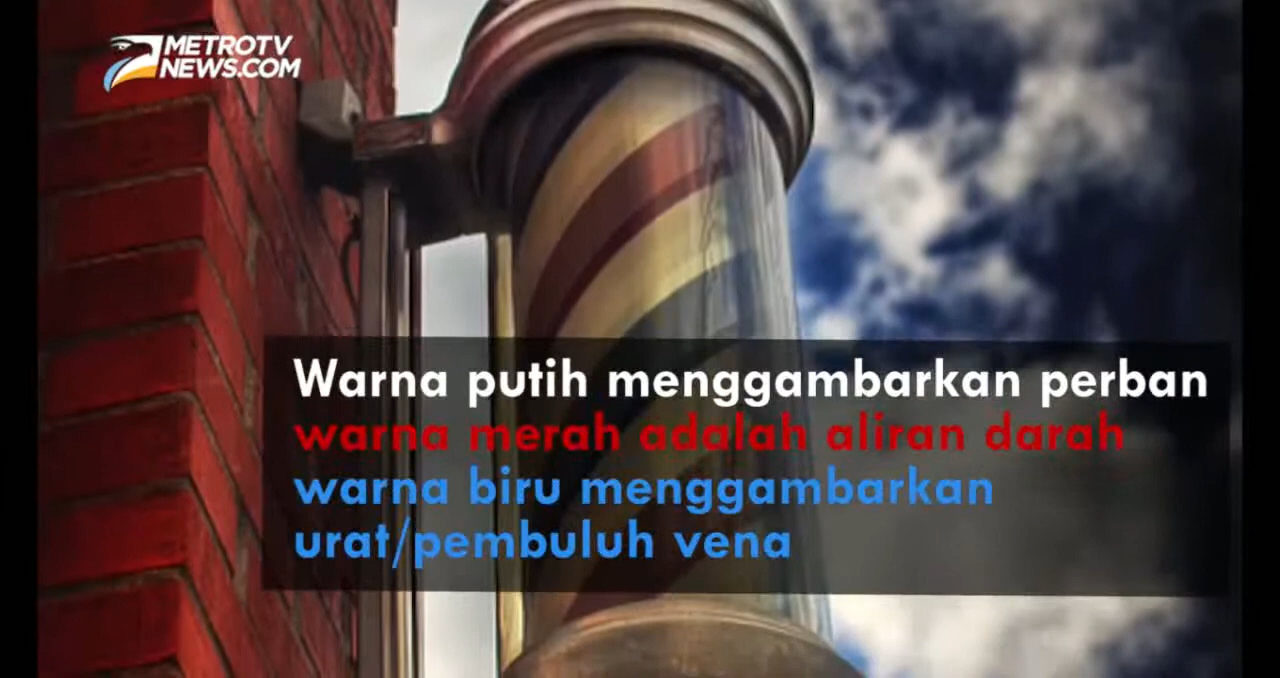 METROTV
NEWS.COM
Warna putih menggambarkan perban
warna merah adalah aliran darah
warna biru menggambarkan
urat/pembuluh vena